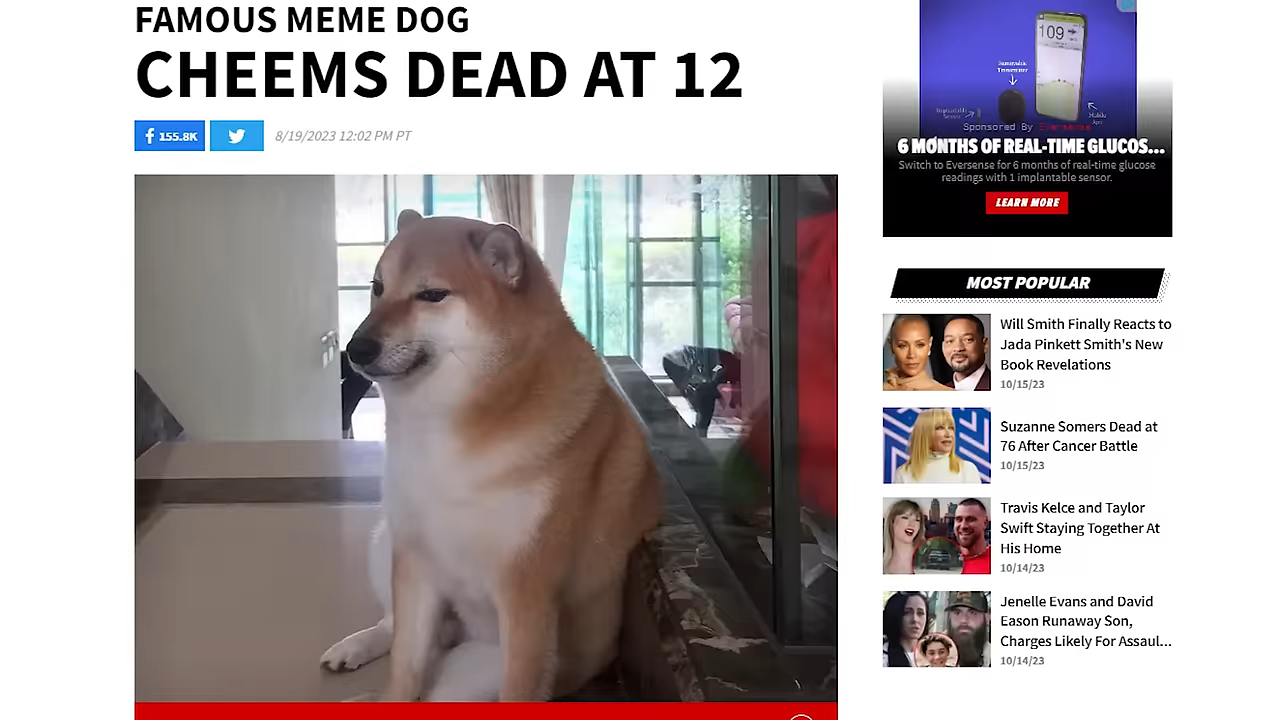 FAMOUS MEME DOG
CHEEMS DEAD AT 12
155.8K
8/19/2023 12:02 PM PT
109
Transmitter
Mobile
App
Sponsored By Eversense
6 MONTHS OF REAL-TIME GLUCOS...
Switch to Eversense for 6 months of real-time glucose
readings with 1 implantable sensor.
LEARN MORE
MOST POPULAR
Will Smith Finally Reacts to
Jada Pinkett Smith's New
Book Revelations
10/15/23
Suzanne Somers Dead at
76 After Cancer Battle
10/15/23
Travis Kelce and Taylor
Swift Staying Together At
His Home
10/14/23
Jenelle Evans and David
Eason Runaway Son,
Charges Likely For Assaul...
10/14/23